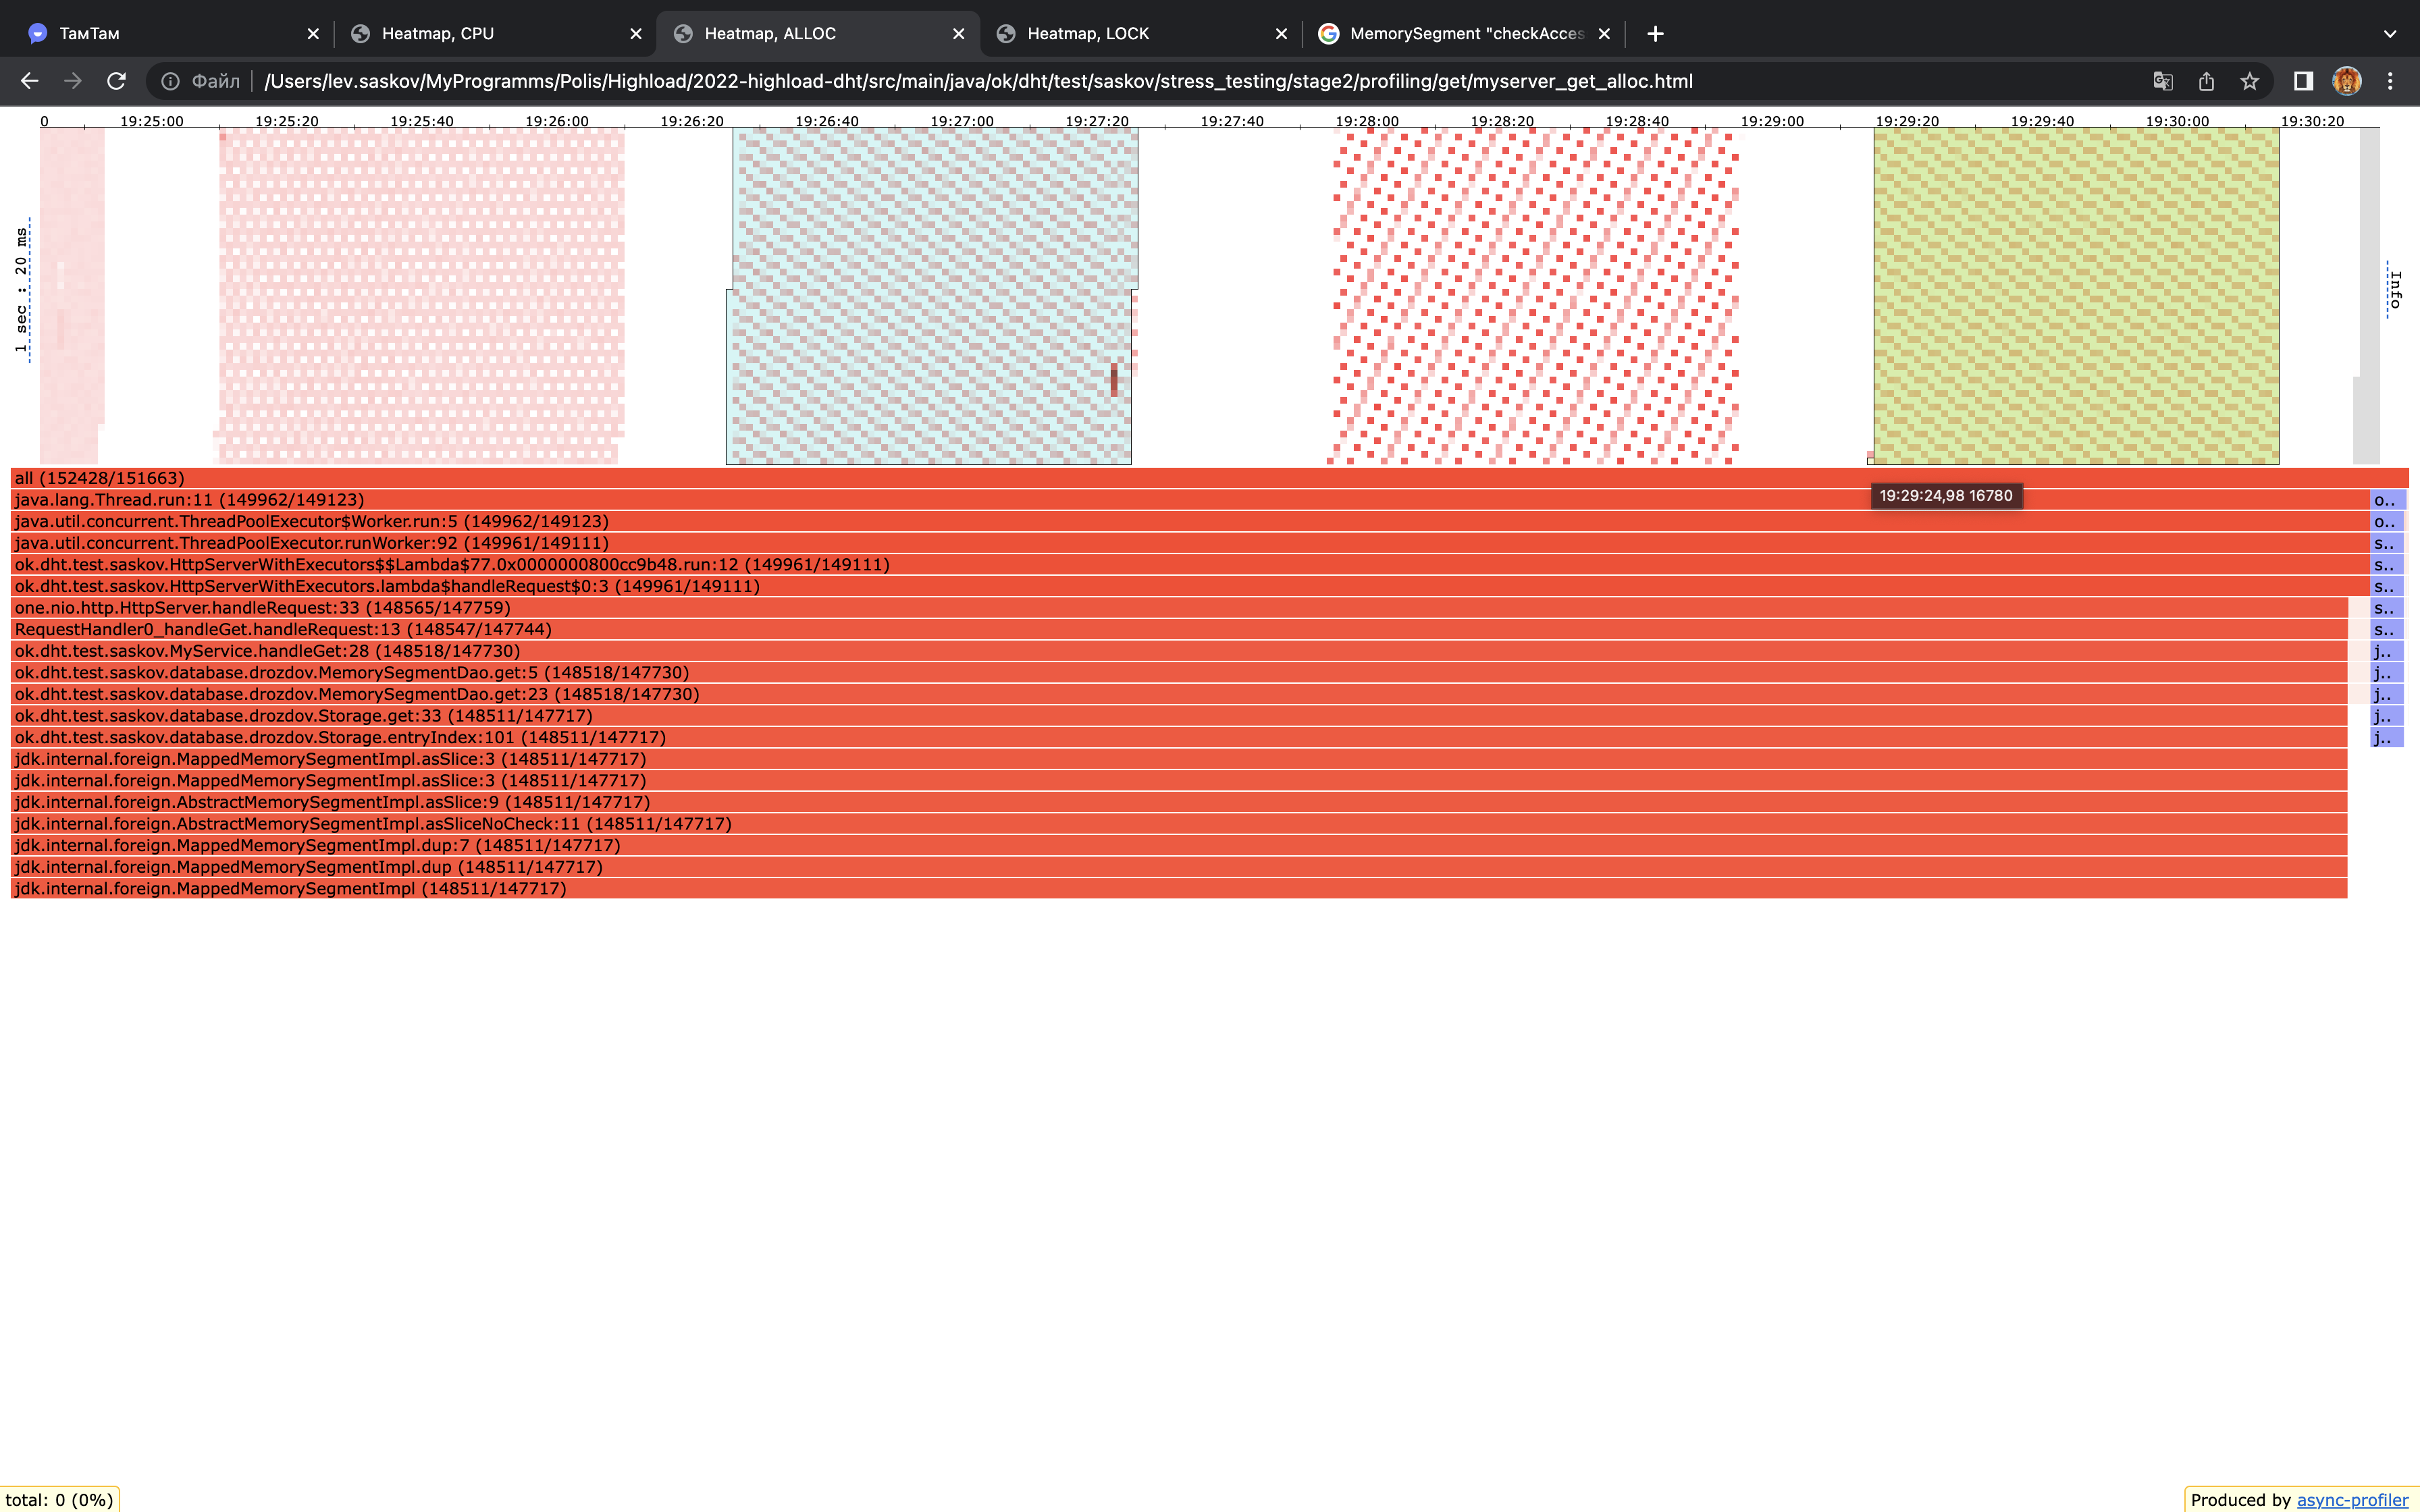 ТамТам
Heatmap, CPU
Heatmap, ALLOC
Heatmap, LOCK
MemorySegment "checkAcces
Файл
/Users/lev.saskov/MyProgramms/Polis/Highload/2022-highload-dht/src/main/java/ok/dht/test/saskov/stress_testing/stage2/profiling/get/myserver_get_alloc.html
0 19:25:00 19:25:20 19:25:40 19:26:00 19:26:20 19:26:40 19:27:00 19:27:20 19:27:40 19:28:00 19:28:20 19:28:40 19:29:00 19:29:20 19:29:40 19:30:00 19:30:20
1 sec : 20 ms
Info
all (152428/151663)
19:29:24,98 16780
java.lang.Thread.run:11 (149962/149123)
o..
java.util.concurrent.ThreadPoolExecutor$Worker.run:5 (149962/149123)
o..
java.util.concurrent.ThreadPoolExecutor.runWorker:92 (149961/149111)
s..
ok.dht.test.saskov.HttpServerWithExecutors$$Lambda$77.0x0000000800cc9b48.run:12 (149961/149111)
s..
ok.dht.test.saskov.HttpServerWithExecutors.lambda$handleRequest$0:3 (149961/149111)
s..
one.nio.http.HttpServer.handleRequest:33 (148565/147759)
s..
RequestHandler0_handleGet.handleRequest:13 (148547/147744)
s..
ok.dht.test.saskov.MyService.handleGet:28 (148518/147730)
j..
ok.dht.test.saskov.database.drozdov.MemorySegmentDao.get:5 (148518/147730)
j..
ok.dht.test.saskov.database.drozdov.MemorySegmentDao.get:23 (148518/147730)
j..
ok.dht.test.saskov.database.drozdov.Storage.get:33 (148511/147717)
j..
ok.dht.test.saskov.database.drozdov.Storage.entryIndex:101 (148511/147717)
j..
jdk.internal.foreign.MappedMemorySegmentImpl.asSlice:3 (148511/147717)
jdk.internal.foreign.MappedMemorySegmentImpl.asSlice:3 (148511/147717)
jdk.internal.foreign.AbstractMemorySegmentImpl.asSlice:9 (148511/147717)
jdk.internal.foreign.AbstractMemorySegmentImpl.asSliceNoCheck:11 (148511/147717)
jdk.internal.foreign.MappedMemorySegmentImpl.dup:7 (148511/147717)
jdk.internal.foreign.MappedMemorySegmentImpl.dup (148511/147717)
jdk.internal.foreign.MappedMemorySegmentImpl (148511/147717)
total: 0 (0%)
Produced by async-profiler